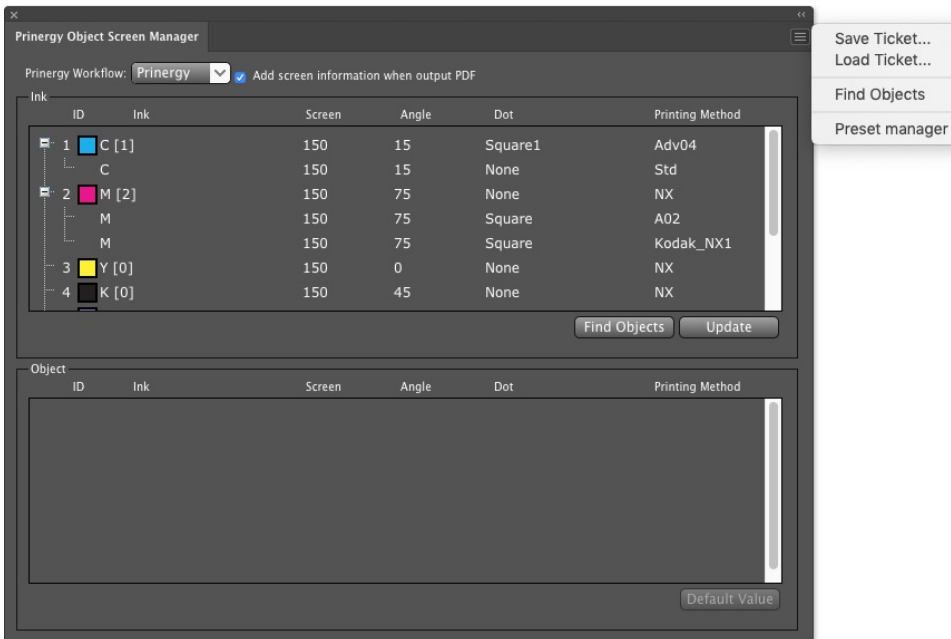 Prinergy Object Screen Manager
Prinergy Workflow: Prinergy Add screen information when output PDF
Ink
ID Ink Screen Angle Dot Printing Method
1 C [1] 150 15 Square1 Adv04
C 150 15 None Std
2 M [2] 150 75 None NX
M 150 75 Square A02
M 150 75 Square Kodak_NX1
3 Y [0] 150 0 None NX
4 K [0] 150 45 None NX
Find Objects Update
Object
ID Ink Screen Angle Dot Printing Method
Default Value
Save Ticket...
Load Ticket...
Find Objects
Preset manager